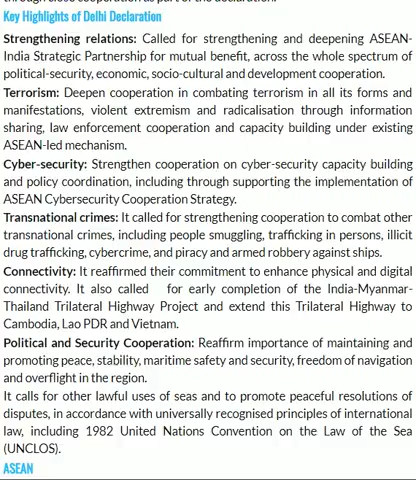 through close cooperation as part of the declaration.
Key Highlights of Delhi Declaration
Strengthening relations: Called for strengthening and deepening ASEAN-
India Strategic Partnership for mutual benefit, across the whole spectrum of
political-security, economic, socio-cultural and development cooperation.
Terrorism: Deepen cooperation in combating terrorism in all its forms and
manifestations, violent extremism and radicalisation through information
sharing, law enforcement cooperation and capacity building under existing
ASEAN-led mechanism.
Cyber-security: Strengthen cooperation on cyber-security capacity building
and policy coordination, including through supporting the implementation of
ASEAN Cybersecurity Cooperation Strategy.
Transnational crimes: It called for strengthening cooperation to combat other
transnational crimes, including people smuggling, trafficking in persons, illicit
drug trafficking, cybercrime, and piracy and armed robbery against ships.
Connectivity: It reaffirmed their commitment to enhance physical and digital
connectivity. It also called for early completion of the India-Myanmar-
Thailand Trilateral Highway Project and extend this Trilateral Highway to
Cambodia, Lao PDR and Vietnam.
Political and Security Cooperation: Reaffirm importance of maintaining and
promoting peace, stability, maritime safety and security, freedom of navigation
and overflight in the region.
It calls for other lawful uses of seas and to promote peaceful resolutions of
disputes, in accordance with universally recognised principles of international
law, including 1982 United Nations Convention on the Law of the Sea
(UNCLOS).
ASEAN